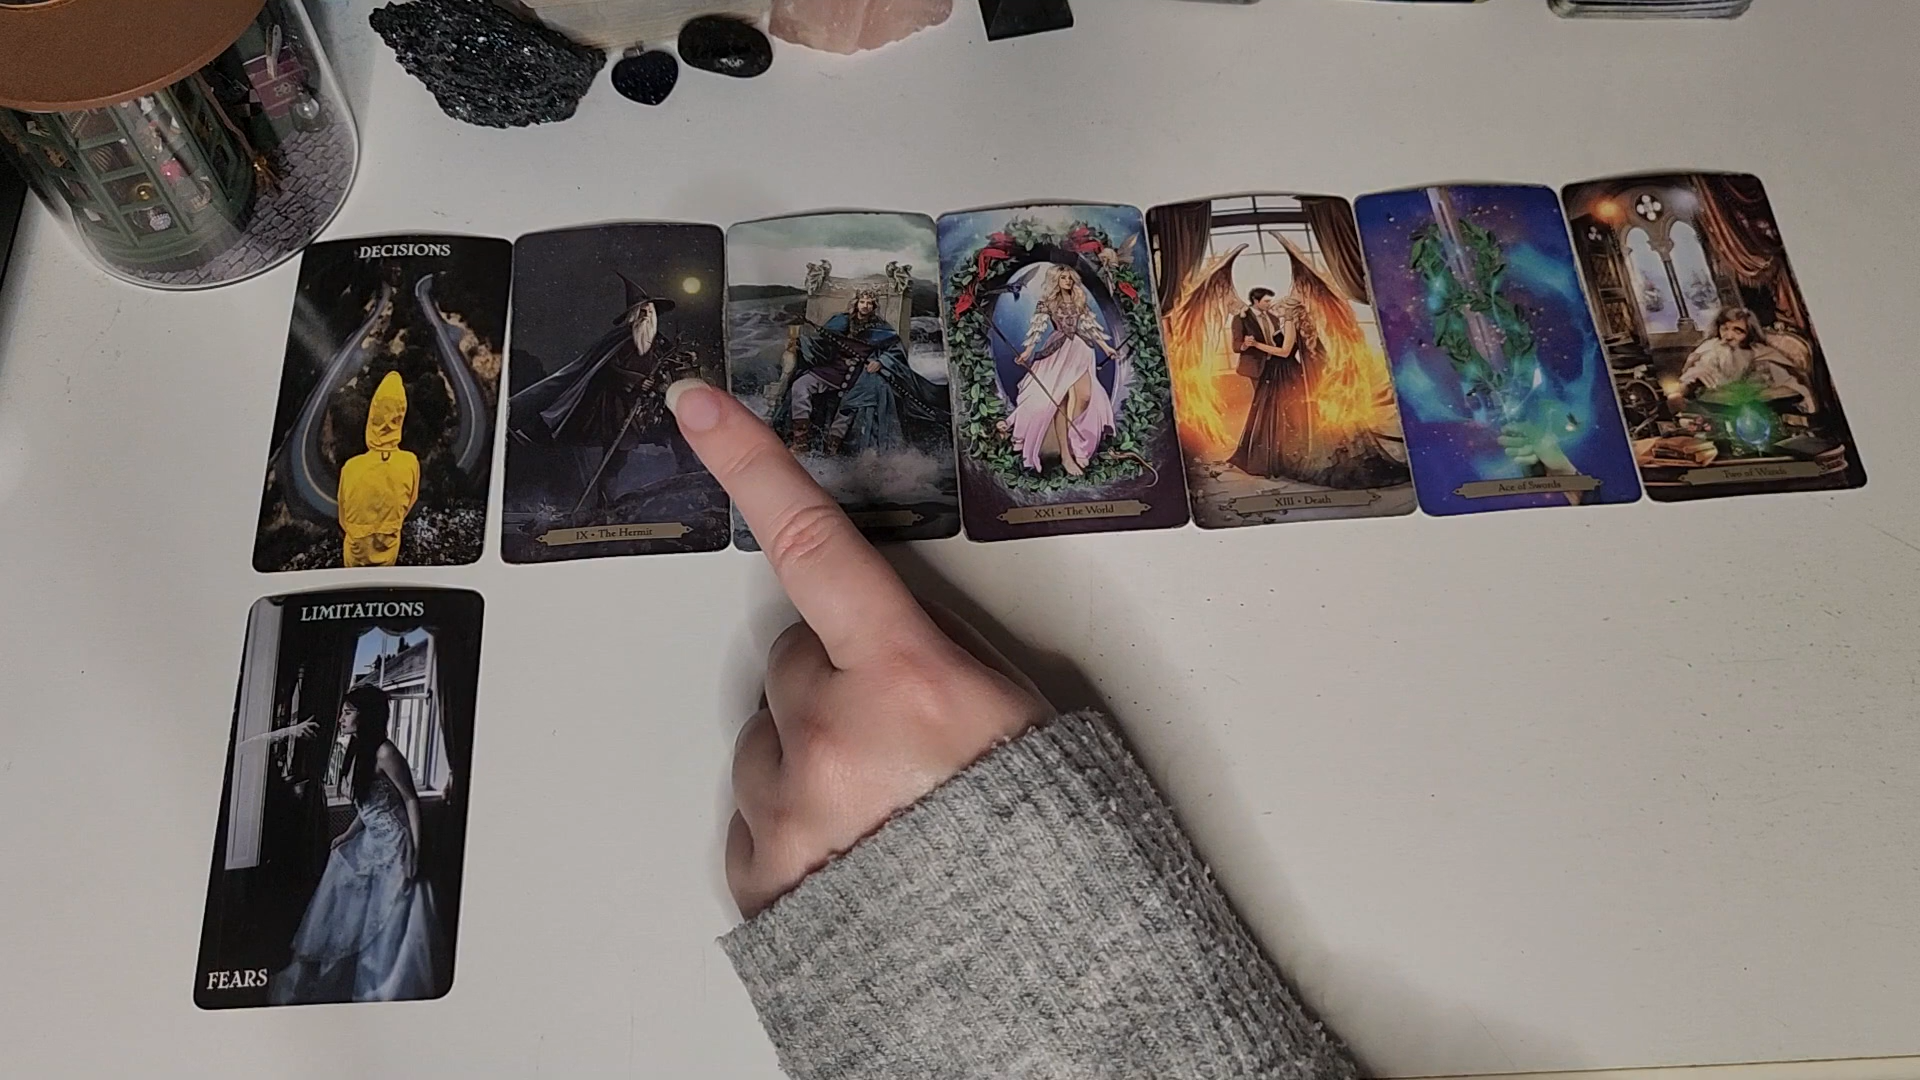 DECISIONS
IX • The Hermit
XXI • The World
XIII • Death
Ace of Swords
Two of Wands
LIMITATIONS
FEARS